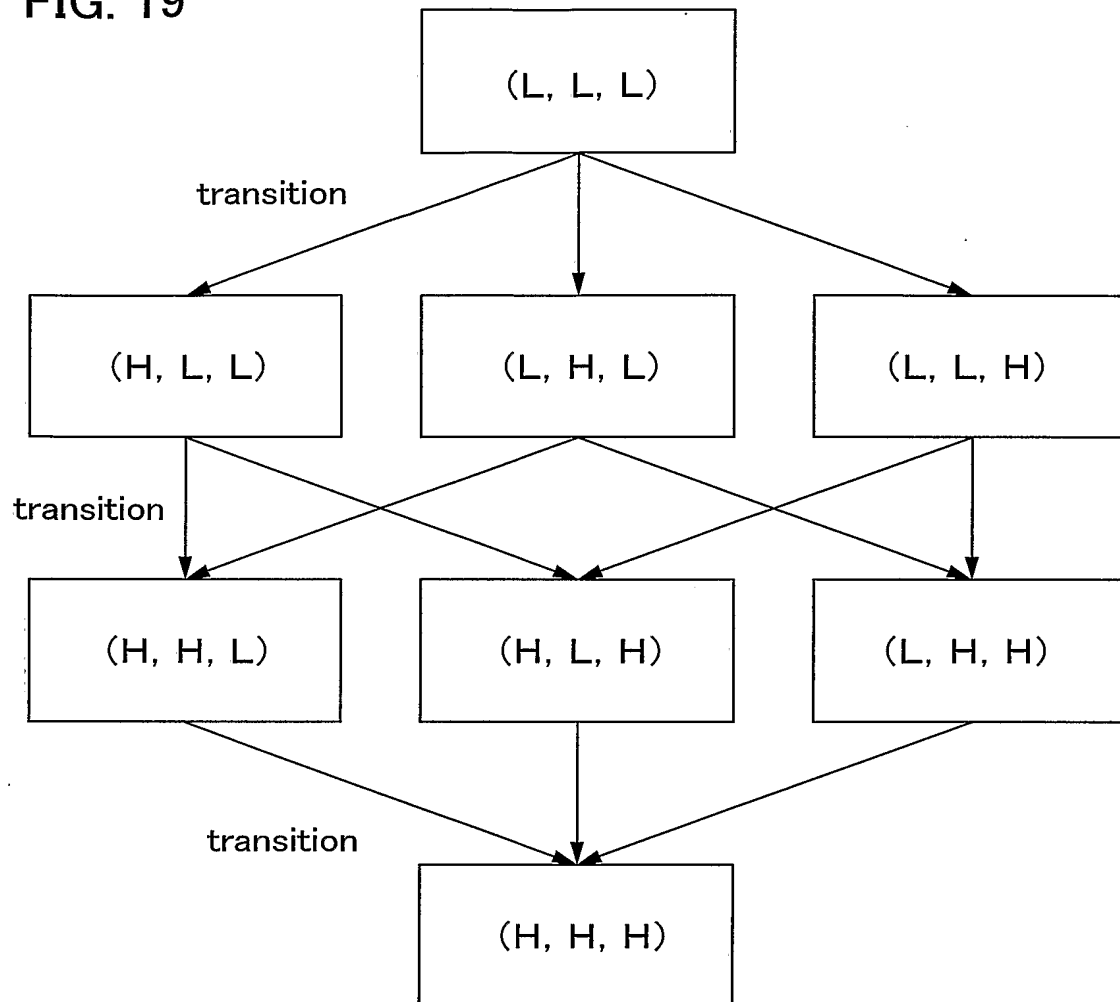 FIG. 19
(L, L, L)
transition
(H, L, L)
(L, H, L)
(L, L, H)
transition
(H, H, L)
(H, L, H)
(L, H, H)
transition
(H, H, H)